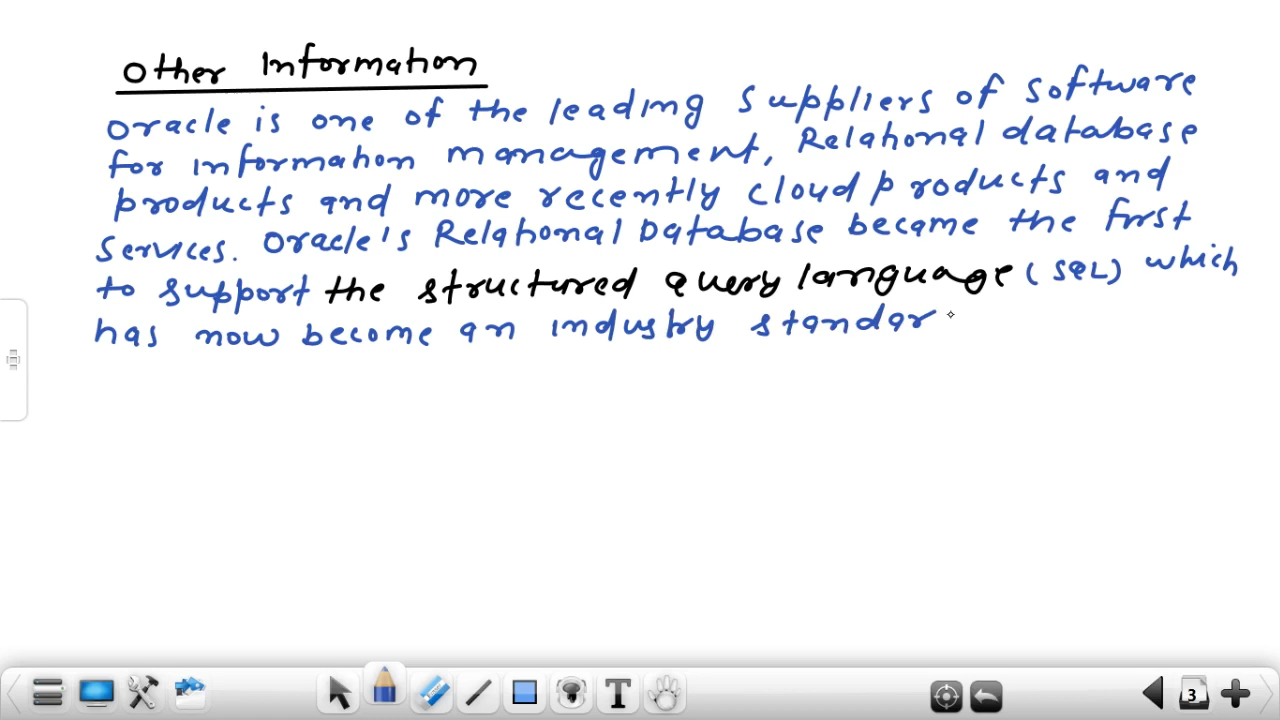 Other Information
Oracle is one of the leading Suppliers of Software
for Information management, Relational database
products and more recently cloud products and
Services. Oracle's Relational Database became the first
to support the structured query language (SQL) which
has now become an industry standar
T
3